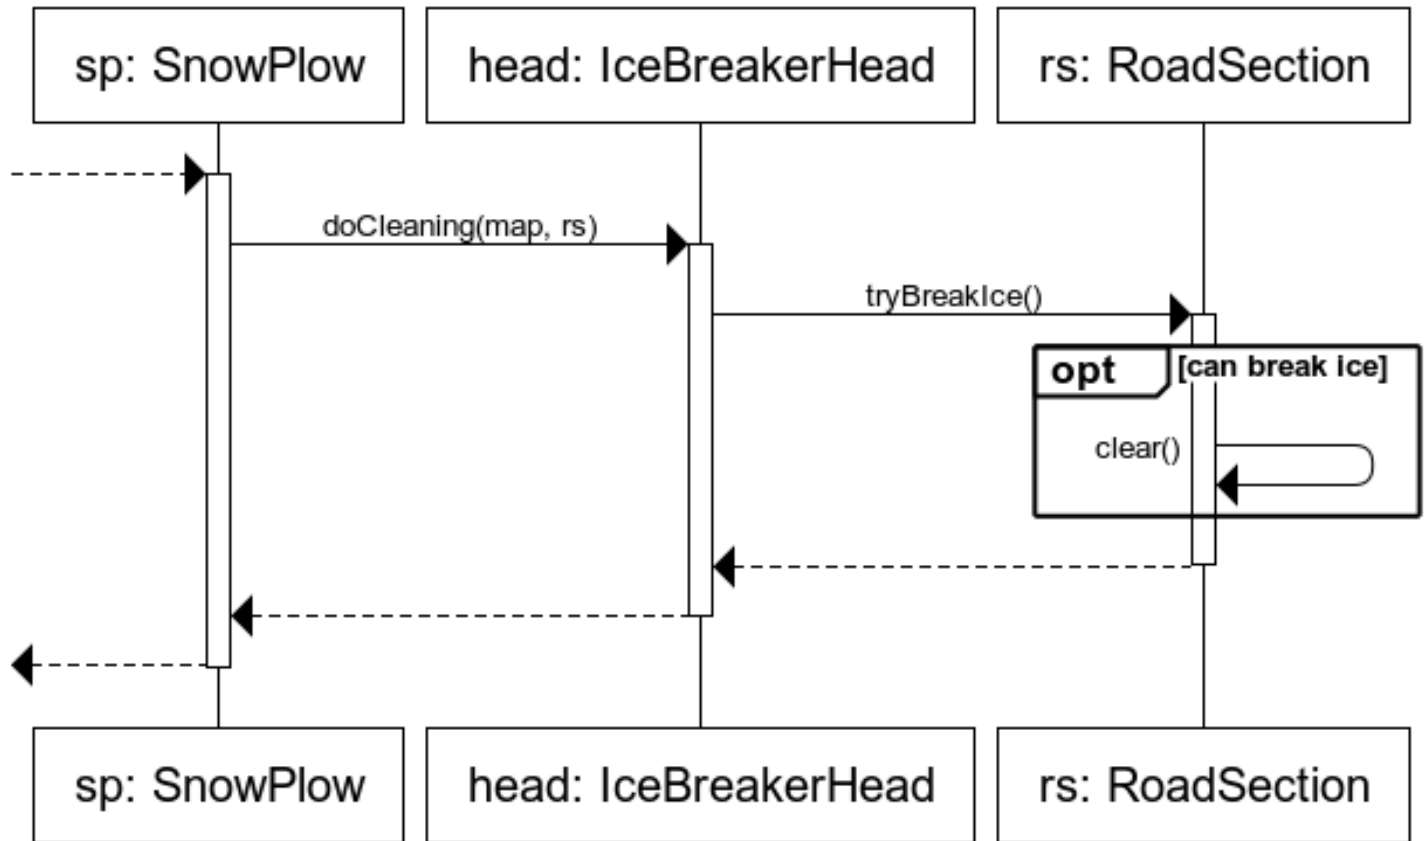 sp: SnowPlow
head: IceBreakerHead
rs: RoadSection
doCleaning(map, rs)
tryBreakIce()
opt
[can break ice]
clear()
sp: SnowPlow
head: IceBreakerHead
rs: RoadSection